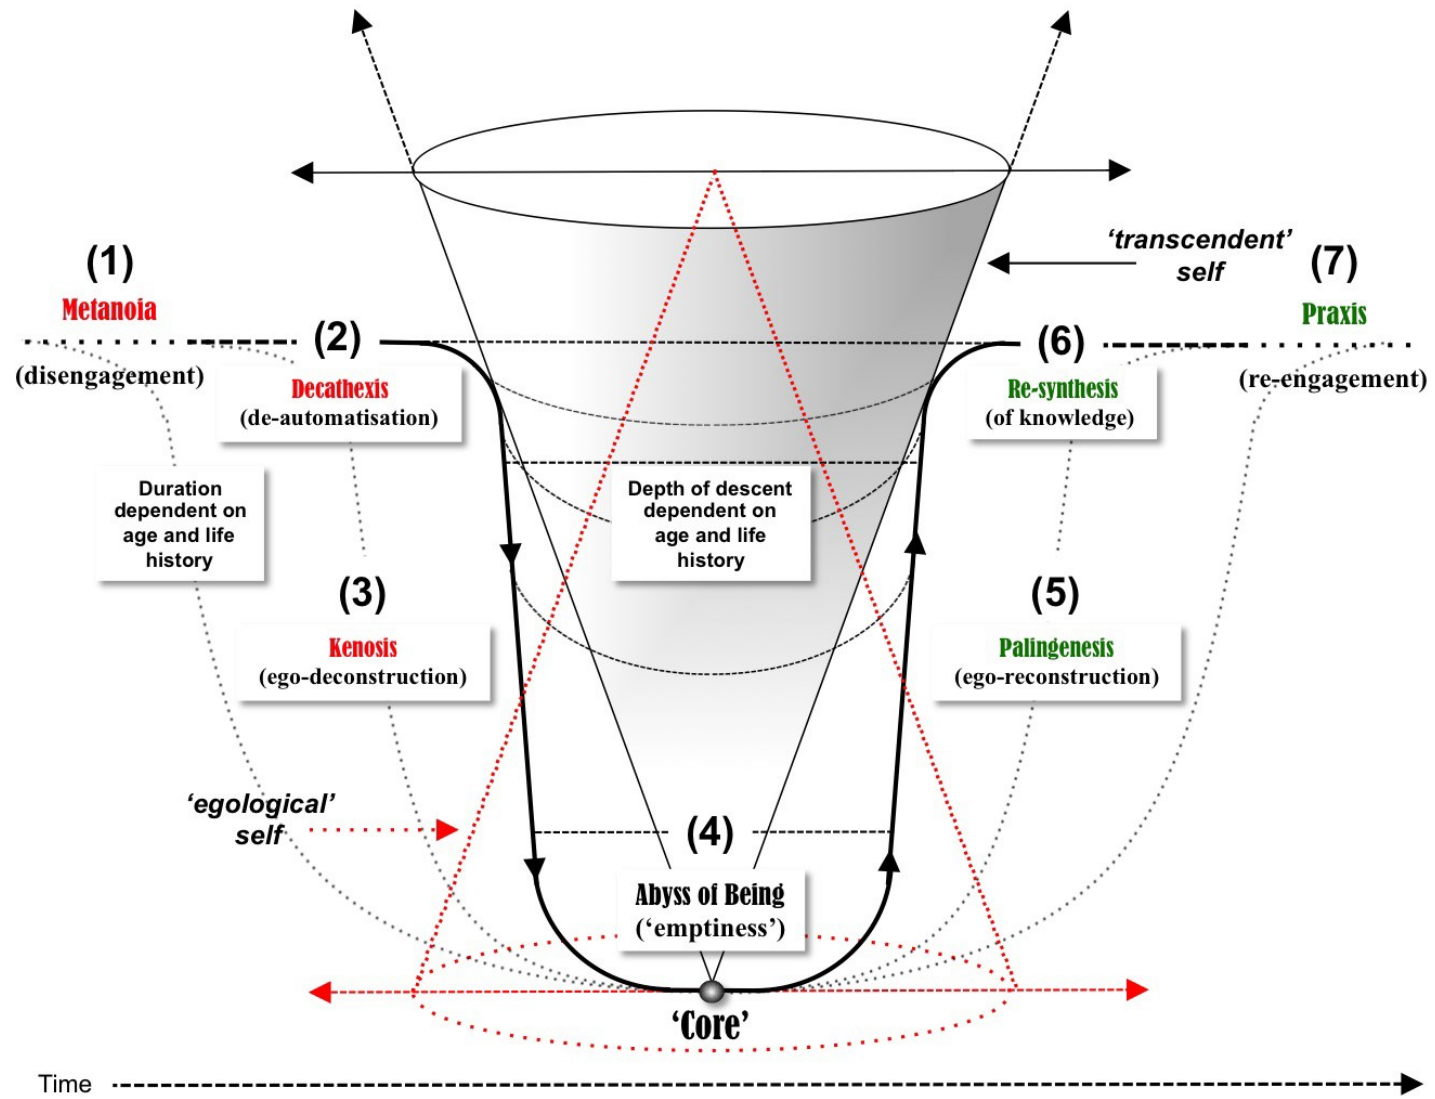 ‘transcendent’
self
(1)
Metanoia
(disengagement)
(2)
Decathexis
(de-automatisation)
(6)
Re-synthesis
(of knowledge)
(7)
Praxis
(re-engagement)
Duration
dependent on
age and life
history
Depth of descent
dependent on
age and life
history
(3)
Kenosis
(ego-deconstruction)
(5)
Palingenesis
(ego-reconstruction)
‘egological’
self
(4)
Abyss of Being
(‘emptiness’)
‘Core’
Time